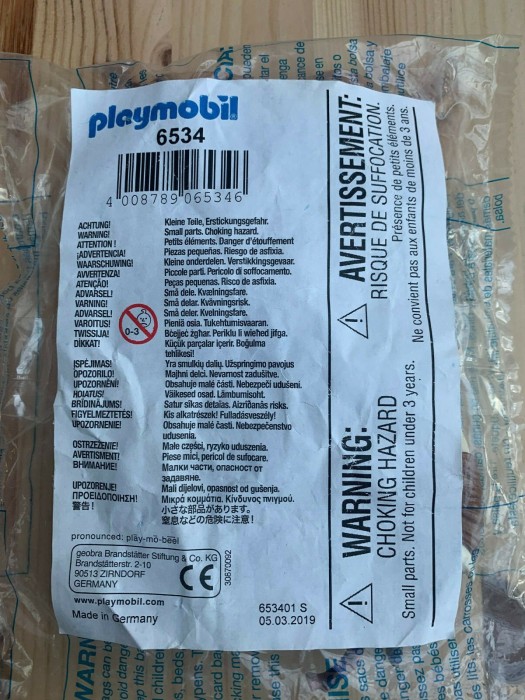 playmobil
6534
4 008789 065346
ACHTUNG! Kleine Teile, Erstickungsgefahr.
WARNING! Small parts. Choking hazard.
ATTENTION ! Petits éléments. Danger d'étouffement
¡ADVERTENCIA! Piezas pequeñas. Riesgo de asfixia.
WAARSCHUWING! Kleine onderdelen. Verstikkingsgevaar.
AVVERTENZA! Piccole parti. Pericolo di soffocamento.
ATENÇÃO! Peças pequenas. Risco de asfixia.
ADVARSEL! Små dele. Kvælningsfare.
VARNING! Små delar. Kvävningsrisk.
ADVARSEL! Små deler. Kvelningsfare.
VAROITUS! Pieniä osia. Tukehtumisvaaran.
TWISSIJA! Bċejjeċ żgħar. Periklu li wieħed jifga.
DİKKAT! Küçük parçalar içerir. Boğulma
tehlikesi!
0-3
ĮSPĖJIMAS! Yra smulkių dalių. Užspringimo pavojus
OPOZORILO! Majhni delci. Nevarnost zadušitve.
UPOZORNĚNÍ! Obsahuje malé části. Nebezpečí udušení.
HOIATUS! Väikesed osad. Lämbumisoht.
BRĪDINĀJUMS! Satur sīkas detaļas. Aizrīšanās risks.
FIGYELMEZTETÉS! Kis alkatrészek! Fulladásveszély!
UPOZORNENIE! Obsahuje malé časti. Nebezpečenstvo
udusenia.
OSTRZEŻENIE! Małe części, ryzyko uduszenia.
AVERTISMENT! Piese mici, pericol de sufocare.
ВНИМАНИЕ! Малки части, опасност от
задавяне.
UPOZORENJE! Mali dijelovi, opasnost od gušenja.
ΠΡΟΕΙΔΟΠΟΙΗΣΗ! Μικρά κομμάτια. Κίνδυνος πνιγμού.
警告! 小さな部品があります。
窒息などの危険に注意!
pronounced: play-mo-beel
geobra Brandstätter Stiftung & Co. KG
Brandstätterstr. 2-10
90513 ZIRNDORF
GERMANY
CE
30870092
www.playmobil.com
Made in Germany
653401 S
05.03.2019
AVERTISSEMENT:
RISQUE DE SUFFOCATION.
Présence de petits éléments.
Ne convient pas aux enfants de moins de 3 ans.
WARNING:
CHOKING HAZARD
Small parts. Not for children under 3 years.